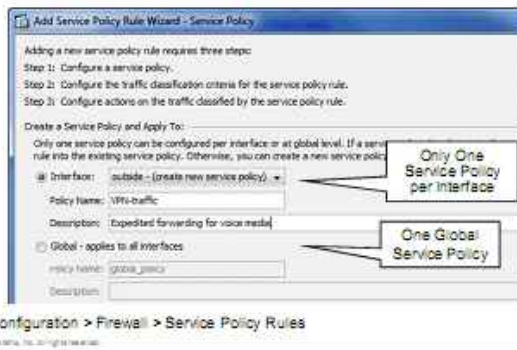 Add Service Policy Rule Wizard - Service Policy
Adding a new service policy rule requires three steps:
Step 1: Configure a service policy.
Step 2: Configure the traffic classification criteria for the service policy rule.
Step 3: Configure actions on the traffic classified by the service policy rule.
Create a Service Policy and Apply To:
Only one service policy can be configured per interface or at global level. If a serv
rule into the existing service policy. Otherwise, you can create a new service policy
Interface: outside - (create new service policy)
Only One
Service Policy
per Interface
Policy Name: VPN-traffic
Description: Expedited forwarding for voice media
Global - applies to all interfaces
One Global
Service Policy
Policy Name: global_policy
Description:
onfiguration > Firewall > Service Policy Rules